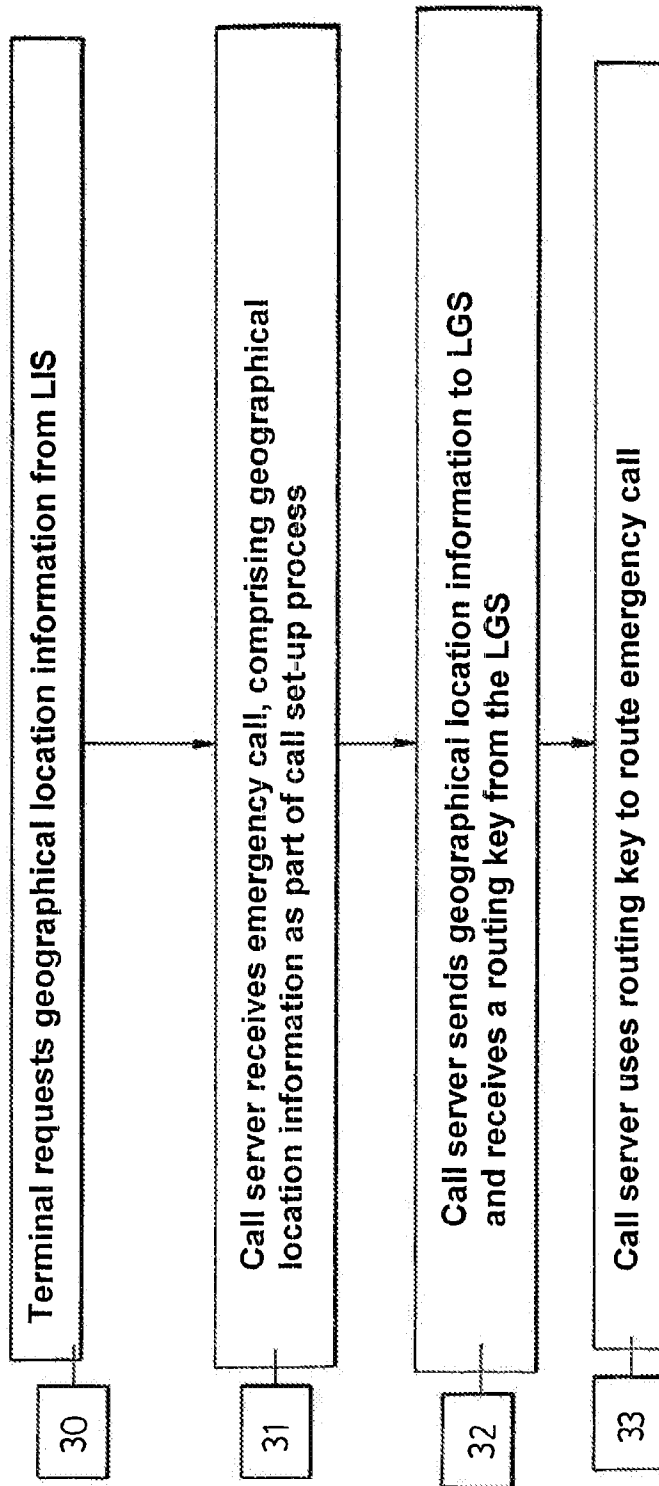 30
Terminal requests geographical location information from LIS
31
Call server receives emergency call, comprising geographical
location information as part of call set-up process
32
Call server sends geographical location information to LGS
and receives a routing key from the LGS
33
Call server uses routing key to route emergency call